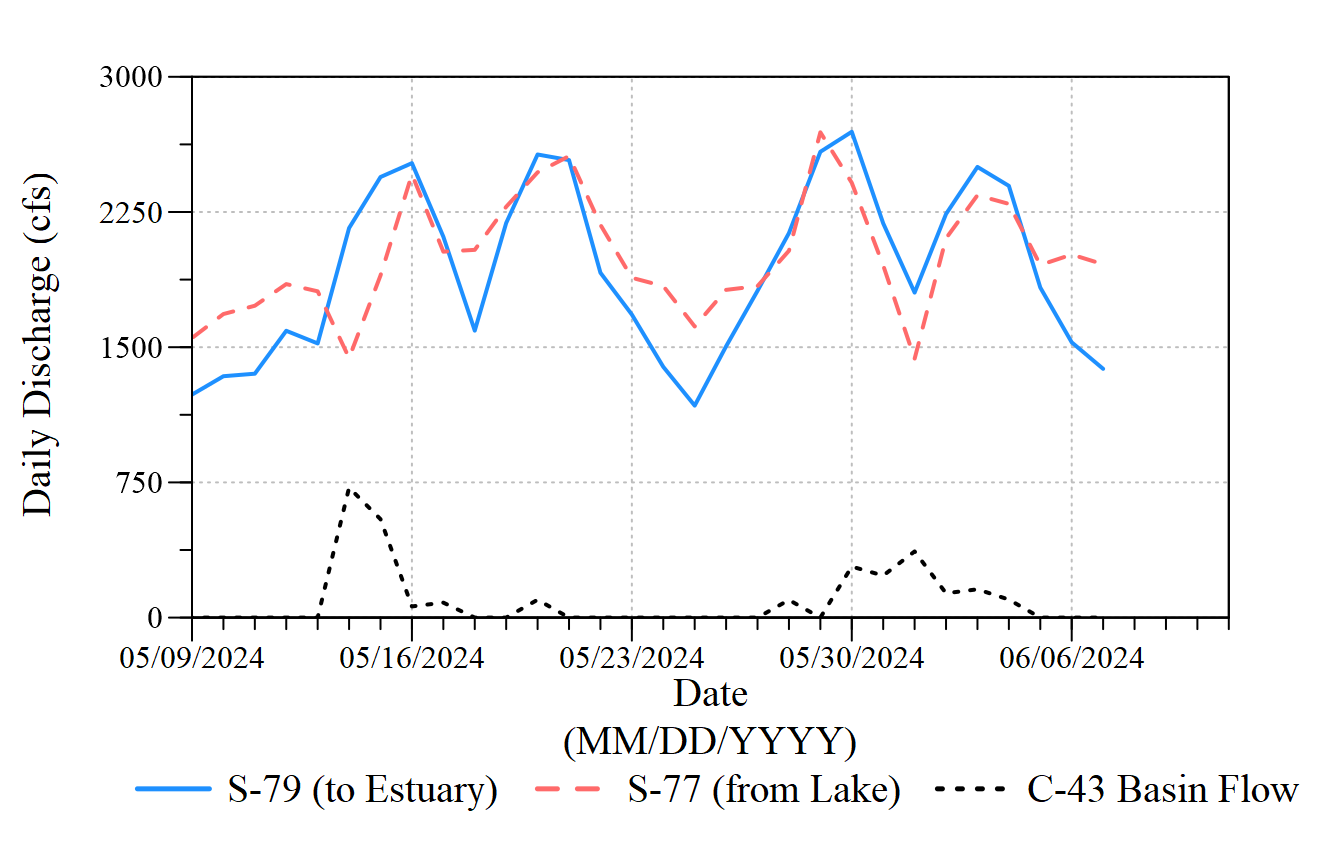 3000
2250
1500
750
0
Daily Discharge (cfs)
05/09/2024 05/16/2024 05/23/2024 05/30/2024 06/06/2024
Date
(MM/DD/YYYY)
S-79 (to Estuary) S-77 (from Lake) C-43 Basin Flow